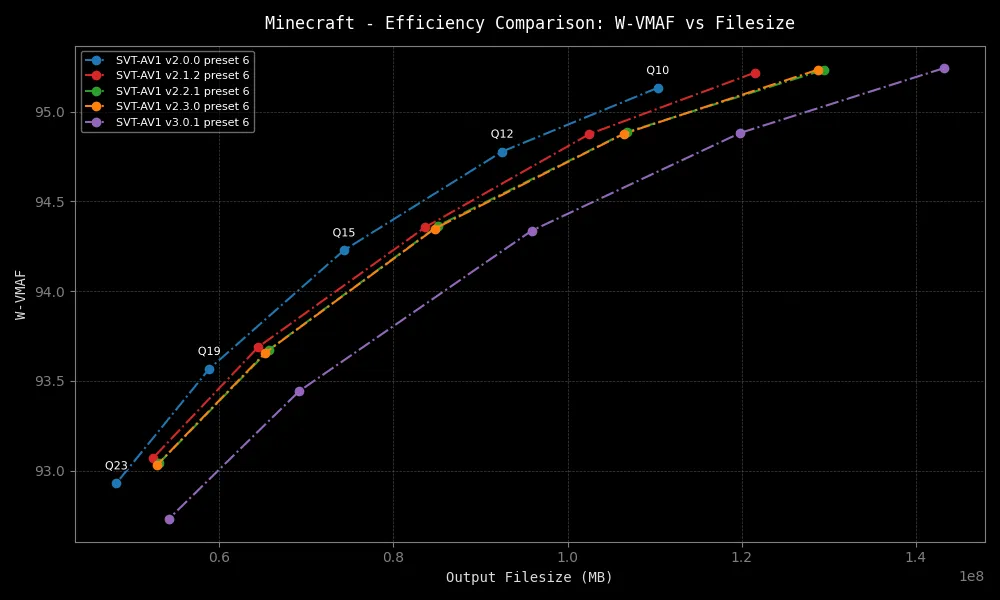 Minecraft - Efficiency Comparison: W-VMAF vs Filesize
SVT-AV1 v2.0.0 preset 6
SVT-AV1 v2.1.2 preset 6
SVT-AV1 v2.2.1 preset 6
SVT-AV1 v2.3.0 preset 6
SVT-AV1 v3.0.1 preset 6
Q10
Q12
Q15
Q19
Q23
95.0
94.5
94.0
93.5
93.0
W-VMAF
0.6 0.8 1.0 1.2 1.4
1e8
Output Filesize (MB)